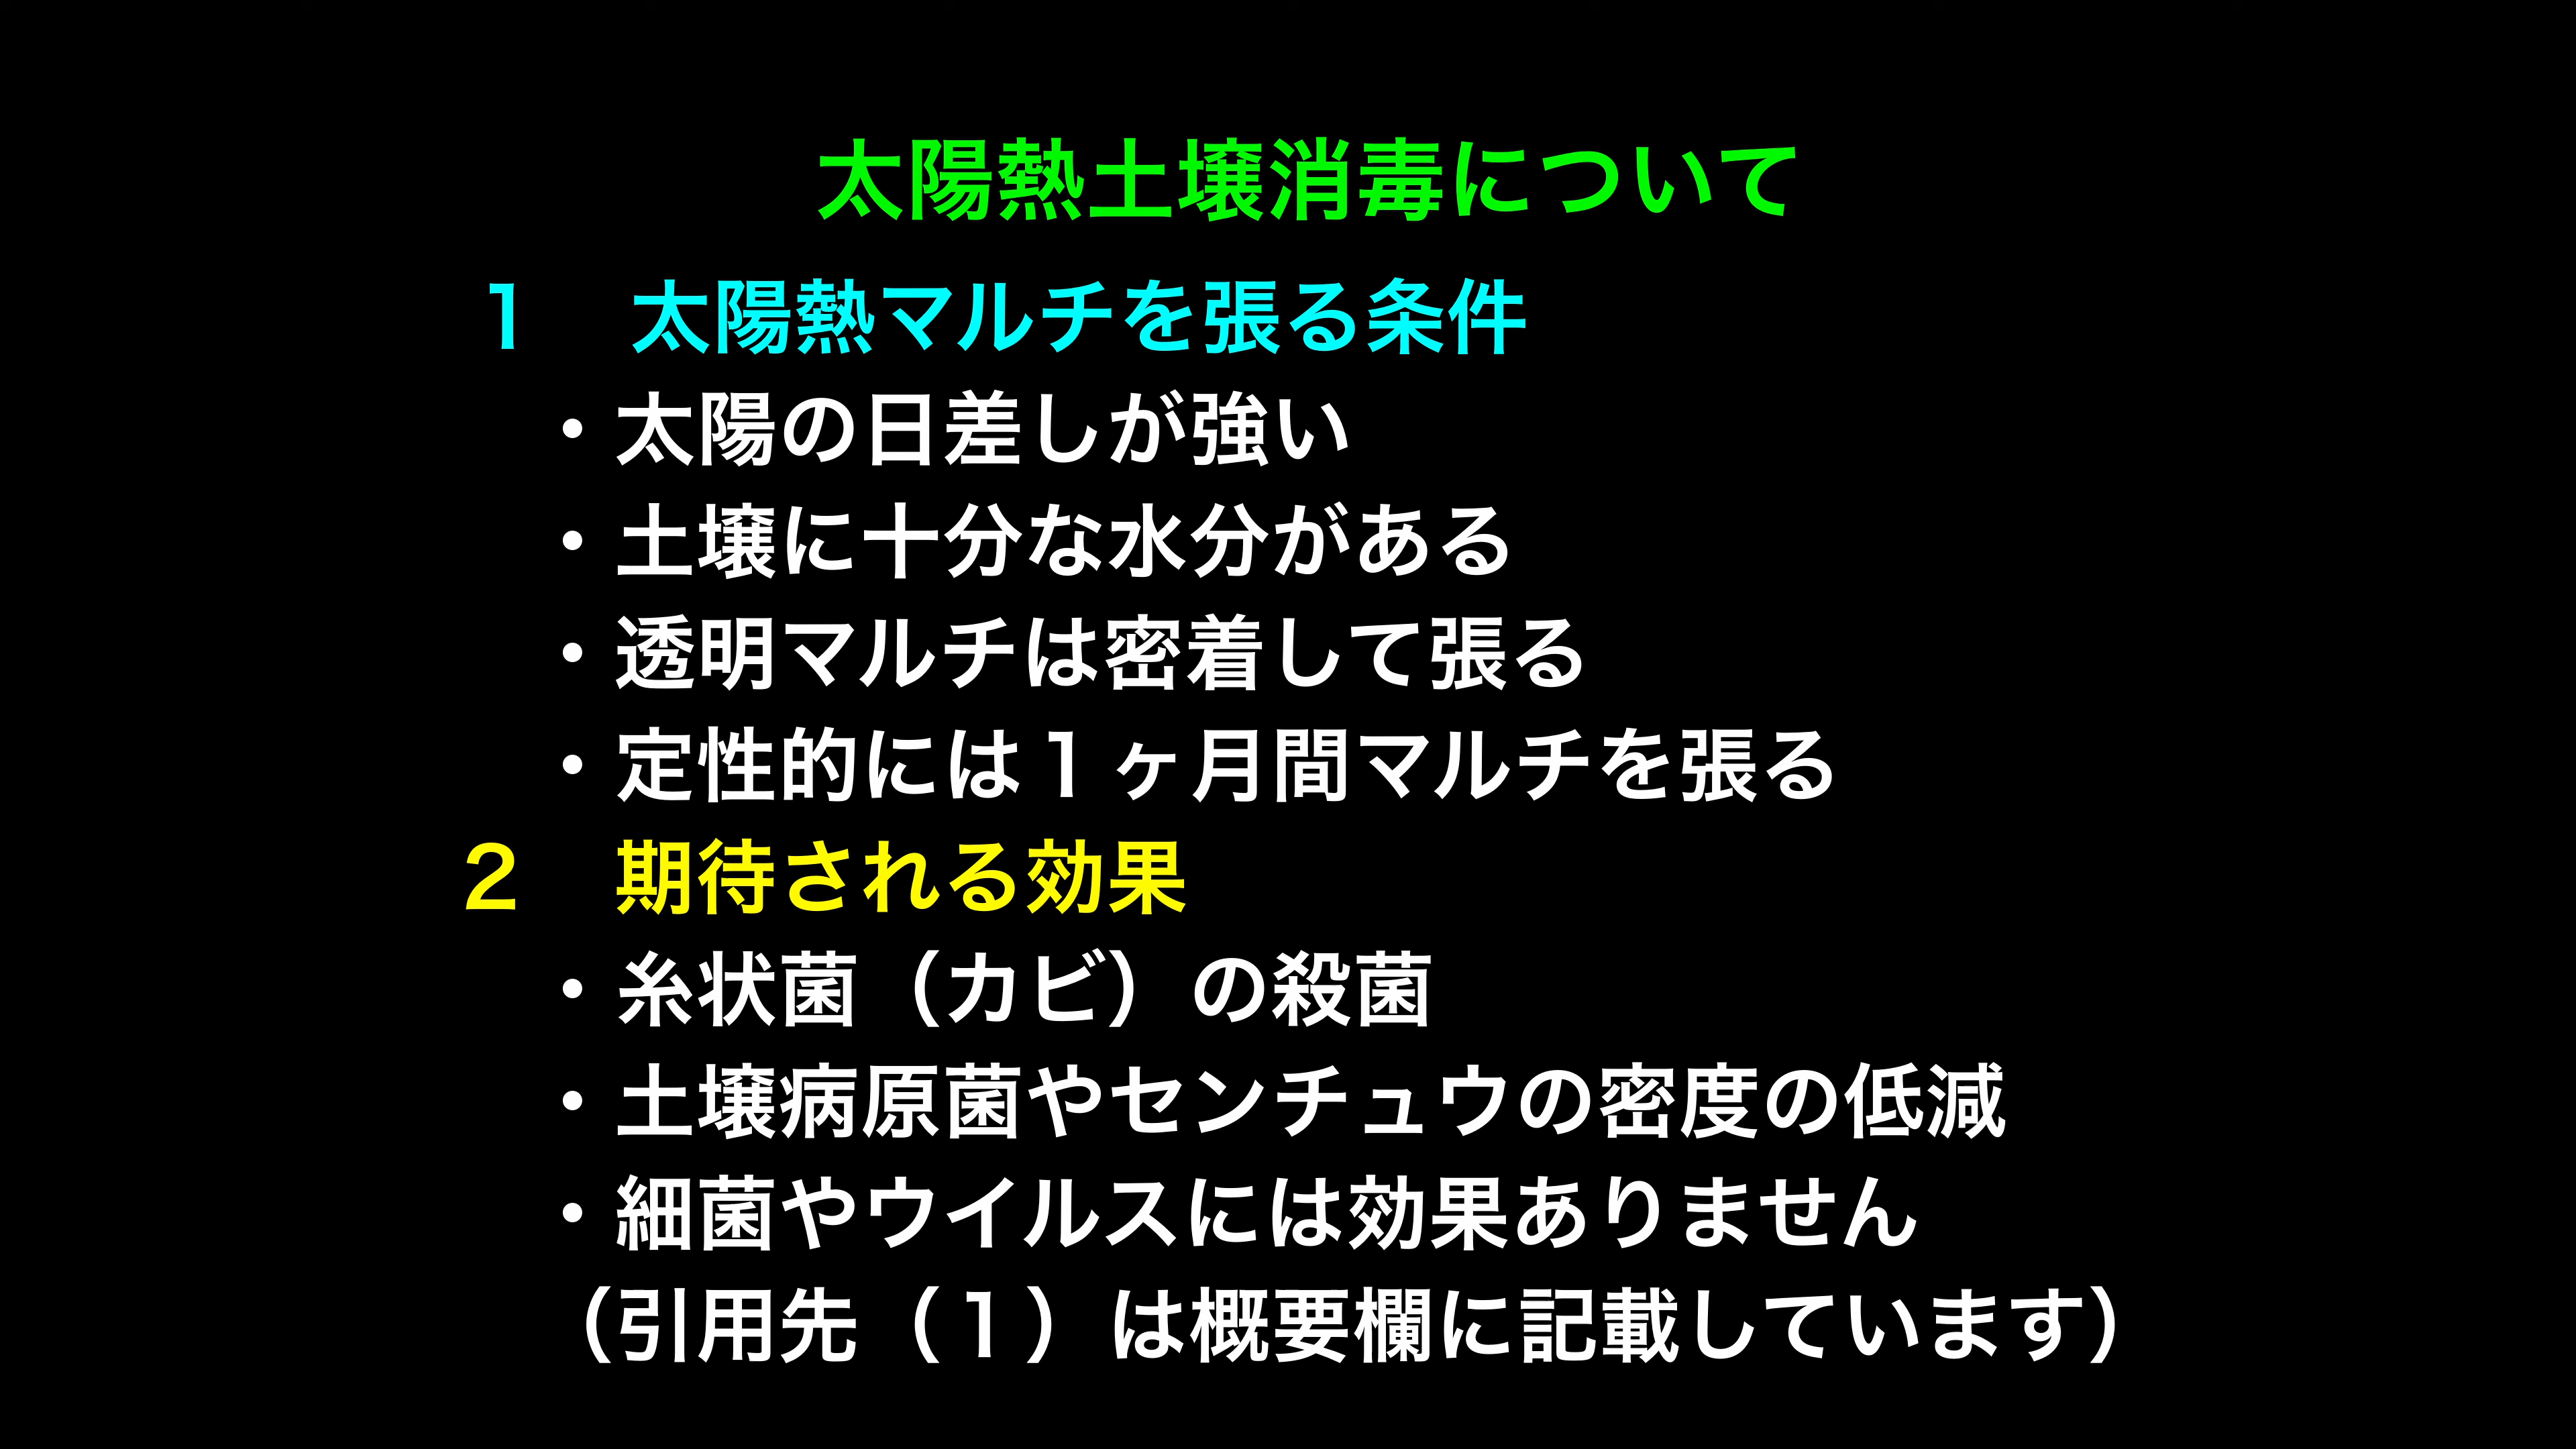 太陽熱土壌消毒について
１　太陽熱マルチを張る条件
・太陽の日差しが強い
・土壌に十分な水分がある
・透明マルチは密着して張る
・定性的には１ヶ月間マルチを張る
２　期待される効果
・糸状菌（カビ）の殺菌
・土壌病原菌やセンチュウの密度の低減
・細菌やウイルスには効果ありません
（引用先（１）は概要欄に記載しています）